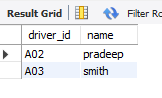 Result Grid Filter Ro
driver_id name
A02 pradeep
A03 smith